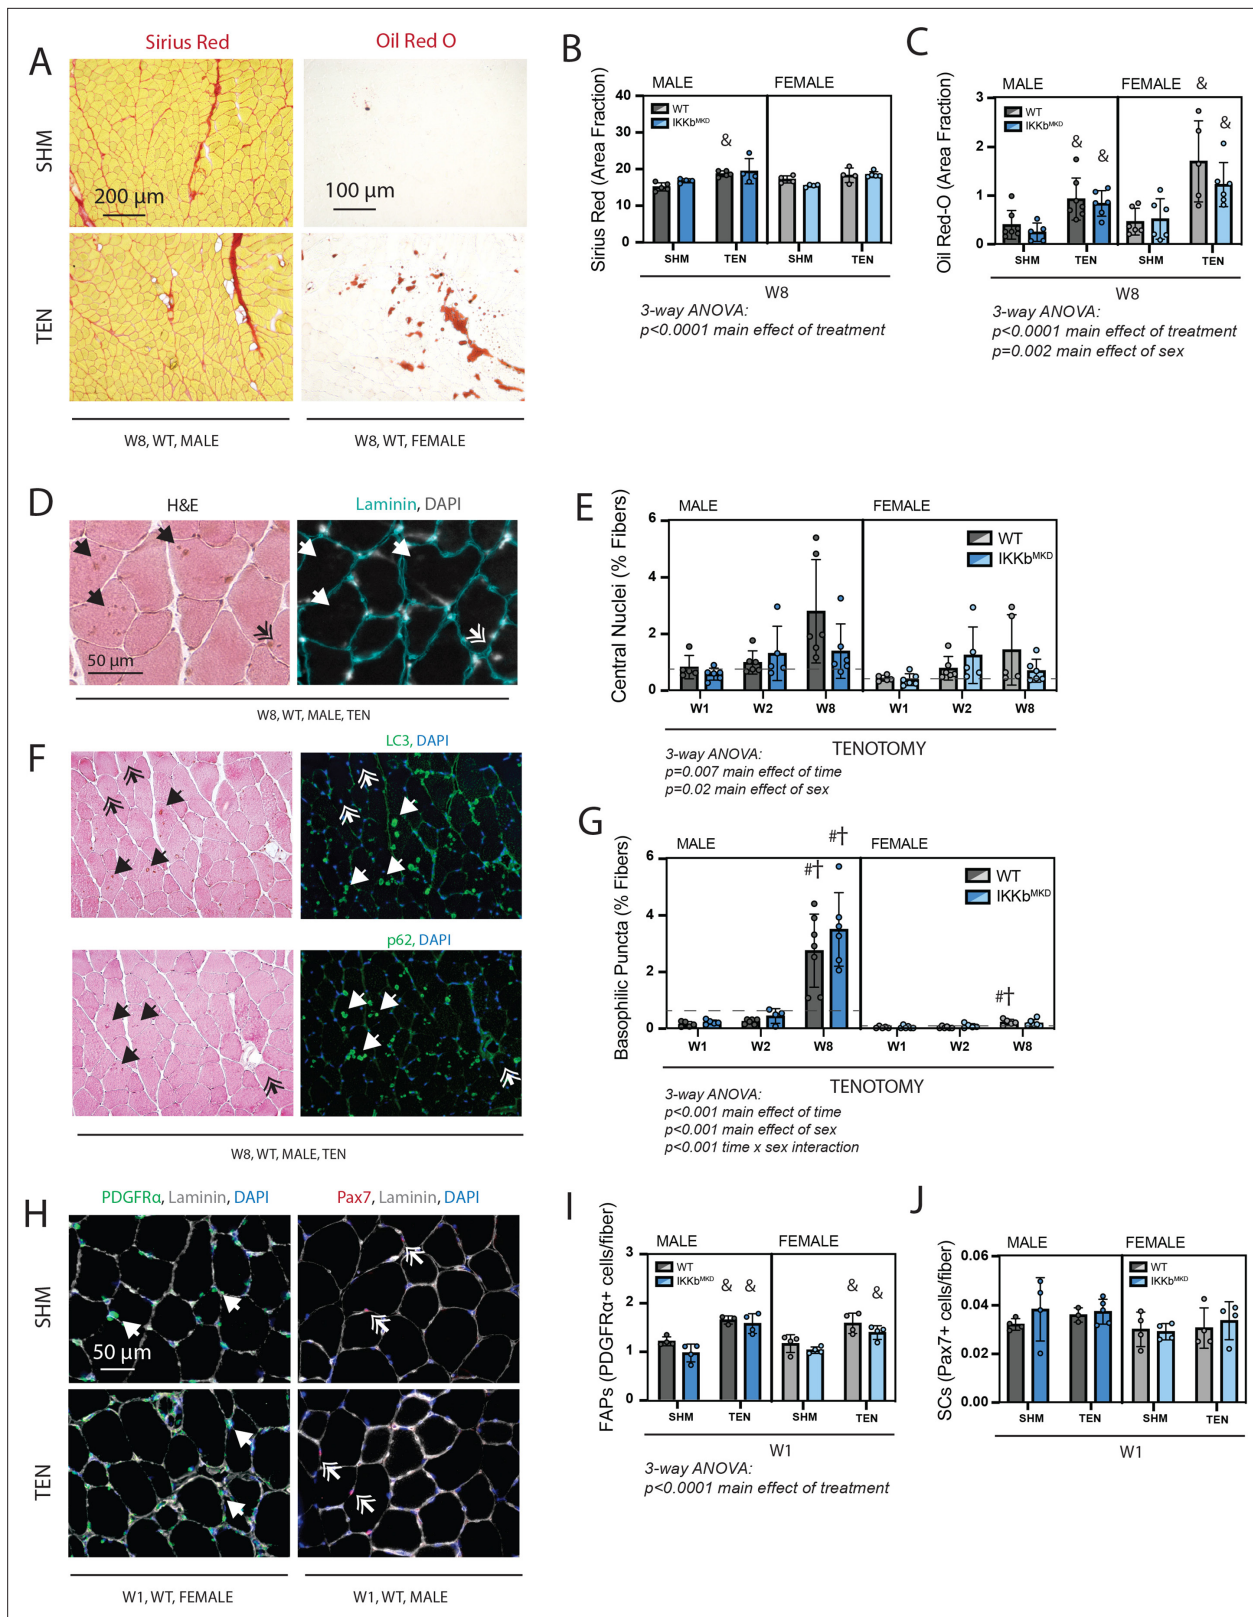 A
Sirius Red
Oil Red O
SHM
200 µm
100 µm
TEN
W8, WT, MALE
W8, WT, FEMALE
B
Sirius Red (Area Fraction)
MALE
FEMALE
WT
IKKb^MKD
40
30
20
10
0
&
SHM
TEN
SHM
TEN
W8
3-way ANOVA:
p<0.0001 main effect of treatment
C
Oil Red-O (Area Fraction)
MALE
FEMALE
WT
IKKb^MKD
3
2
1
0
&
&
&
&
SHM
TEN
SHM
TEN
W8
3-way ANOVA:
p<0.0001 main effect of treatment
p=0.002 main effect of sex
D
H&E
Laminin, DAPI
50 µm
W8, WT, MALE, TEN
E
Central Nuclei (% Fibers)
MALE
FEMALE
WT
IKKb^MKD
6
4
2
0
W1
W2
W8
W1
W2
W8
TENOTOMY
3-way ANOVA:
p=0.007 main effect of time
p=0.02 main effect of sex
F
LC3, DAPI
p62, DAPI
W8, WT, MALE, TEN
G
Basophilic Puncta (% Fibers)
MALE
FEMALE
WT
IKKb^MKD
6
4
2
0
#†
#†
#†
W1
W2
W8
W1
W2
W8
TENOTOMY
3-way ANOVA:
p<0.001 main effect of time
p<0.001 main effect of sex
p<0.001 time x sex interaction
H
PDGFRα, Laminin, DAPI
Pax7, Laminin, DAPI
SHM
50 µm
TEN
W1, WT, FEMALE
W1, WT, MALE
I
FAPs (PDGFRα+ cells/fiber)
MALE
FEMALE
WT
IKKb^MKD
3
2
1
0
&
&
&
&
SHM
TEN
SHM
TEN
W1
3-way ANOVA:
p<0.0001 main effect of treatment
J
SCs (Pax7+ cells/fiber)
MALE
FEMALE
WT
IKKb^MKD
0.06
0.04
0.02
0.00
SHM
TEN
SHM
TEN
W1